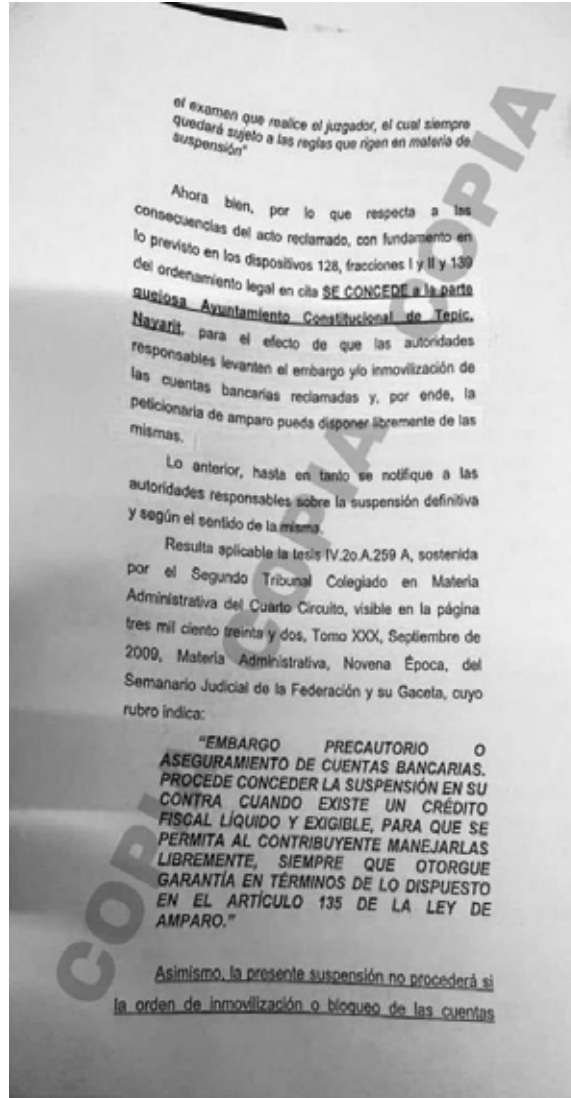 el examen que realice el juzgador, el cual siempre
quedará sujeto a las reglas que rigen en materia de
suspensión"
Ahora bien, por lo que respecta a las
consecuencias del acto reclamado, con fundamento en
lo previsto en los dispositivos 128, fracciones I y II y 139
del ordenamiento legal en cita SE CONCEDE a la parte
quejosa Ayuntamiento Constitucional de Tepic,
Nayarit, para el efecto de que las autoridades
responsables levanten el embargo y/o inmovilización de
las cuentas bancarias reclamadas y, por ende, la
peticionaria de amparo pueda disponer libremente de las
mismas.
Lo anterior, hasta en tanto se notifique a las
autoridades responsables sobre la suspensión definitiva
y según el sentido de la misma.
Resulta aplicable la tesis IV.2o.A.259 A, sostenida
por el Segundo Tribunal Colegiado en Materia
Administrativa del Cuarto Circuito, visible en la página
tres mil ciento treinta y dos, Tomo XXX, Septiembre de
2009, Materia Administrativa, Novena Época, del
Semanario Judicial de la Federación y su Gaceta, cuyo
rubro indica:
"EMBARGO PRECAUTORIO O
ASEGURAMIENTO DE CUENTAS BANCARIAS.
PROCEDE CONCEDER LA SUSPENSIÓN EN SU
CONTRA CUANDO EXISTE UN CRÉDITO
FISCAL LÍQUIDO Y EXIGIBLE, PARA QUE SE
PERMITA AL CONTRIBUYENTE MANEJARLAS
LIBREMENTE, SIEMPRE QUE OTORGUE
GARANTÍA EN TÉRMINOS DE LO DISPUESTO
EN EL ARTÍCULO 135 DE LA LEY DE
AMPARO."
Asimismo, la presente suspensión no procederá si
la orden de inmovilización o bloqueo de las cuentas
COPIA COPIA COPIA